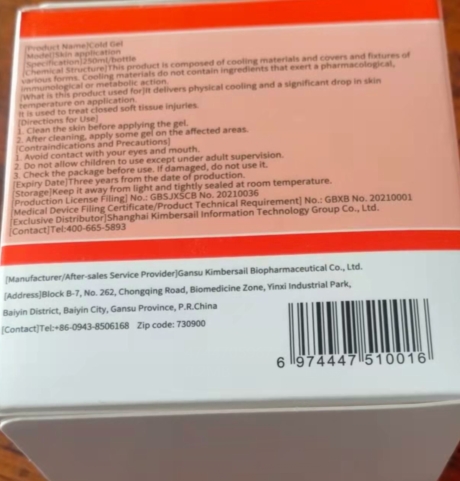 [Product Name]Cold Gel
[Model]Skin application
[Specification]250ml/bottle
[Chemical Structure]This product is composed of cooling materials and covers and fixtures of
various forms. Cooling materials do not contain ingredients that exert a pharmacological,
immunological or metabolic action.
[What is this product used for]It delivers physical cooling and a significant drop in skin
temperature on application.
It is used to treat closed soft tissue injuries.
[Directions for Use]
1. Clean the skin before applying the gel.
2. After cleaning, apply some gel on the affected areas.
[Contraindications and Precautions]
1. Avoid contact with your eyes and mouth.
2. Do not allow children to use except under adult supervision.
3. Check the package before use. If damaged, do not use it.
[Expiry Date]Three years from the date of production.
[Storage]Keep it away from light and tightly sealed at room temperature.
Production License Filing] No.: GBSJXSCB No. 20210036
Medical Device Filing Certificate/Product Technical Requirement] No.: GBXB No. 20210001
[Exclusive Distributor]Shanghai Kimbersail Information Technology Group Co., Ltd.
[Contact]Tel:400-665-5893
[Manufacturer/After-sales Service Provider]Gansu Kimbersail Biopharmaceutical Co., Ltd.
[Address]Block B-7, No. 262, Chongqing Road, Biomedicine Zone, Yinxi Industrial Park,
Baiyin District, Baiyin City, Gansu Province, P.R.China
[Contact]Tel:+86-0943-8506168 Zip code: 730900
6 974447 510016